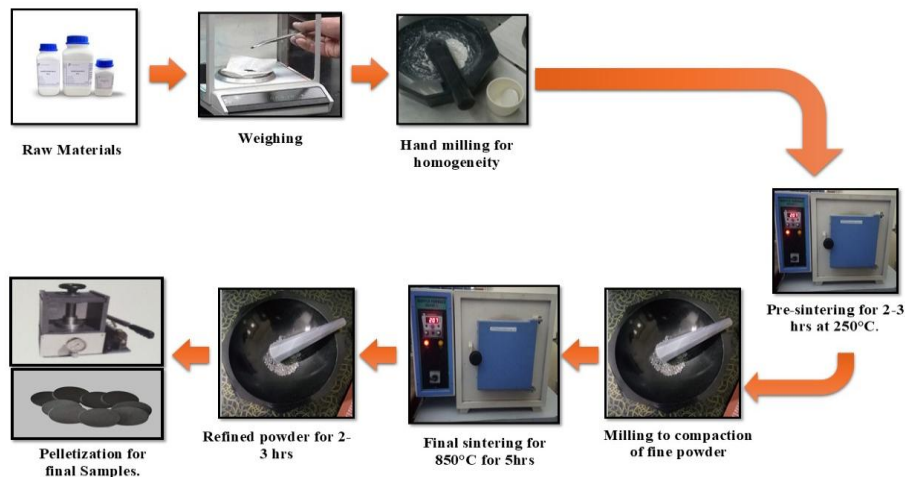 Raw Materials
Weighing
Hand milling for
homogeneity
Pre-sintering for 2-3
hrs at 250°C.
Milling to compaction
of fine powder
Final sintering for
850°C for 5hrs
Refined powder for 2-
3 hrs
Pelletization for
final Samples.